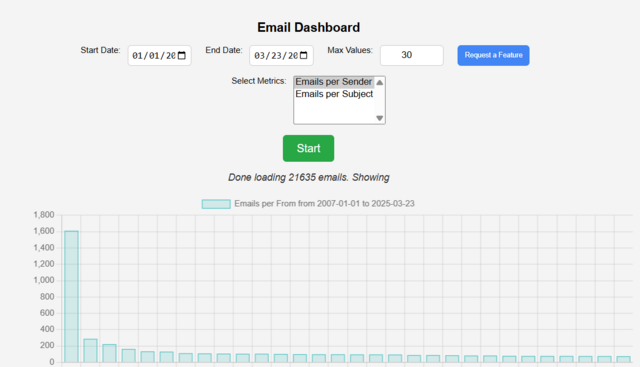 Email Dashboard
Start Date: 01/01/20 End Date: 03/23/20 Max Values: 30 Request a Feature
Select Metrics: Emails per Sender
Emails per Subject
Start
Done loading 21635 emails. Showing
Emails per From from 2007-01-01 to 2025-03-23
1,800
1,600
1,400
1,200
1,000
800
600
400
200
0